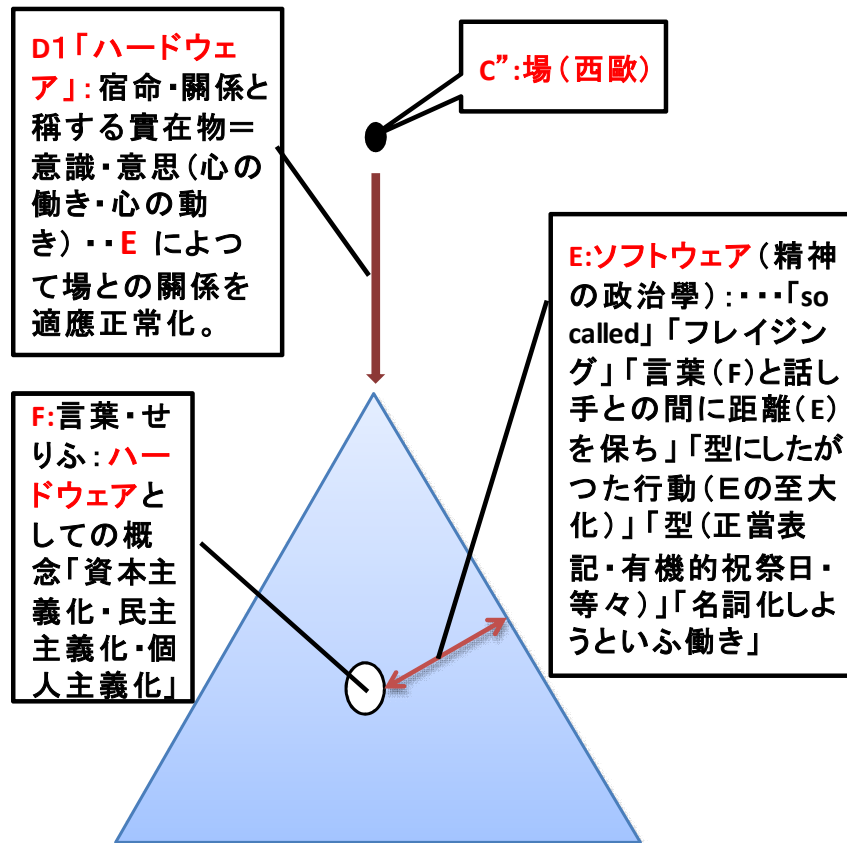 D1「ハードウェ
ア」:宿命・關係と
稱する實在物＝
意識・意思(心の
働き・心の動
き)・・E によつ
て場との關係を
適應正常化。
C”:場(西歐)
E:ソフトウェア(精神
の政治學):・・・「so
called」「フレイジン
グ」「言葉(F)と話し
手との間に距離(E)
を保ち」「型にしたが
つた行動(Eの至大
化)」「型(正當表
記・有機的祝祭日・
等々)」「名詞化しよ
うといふ働き」
F:言葉・せ
りふ:ハー
ドウェアと
しての概
念「資本主
義化・民主
主義化・個
人主義化」